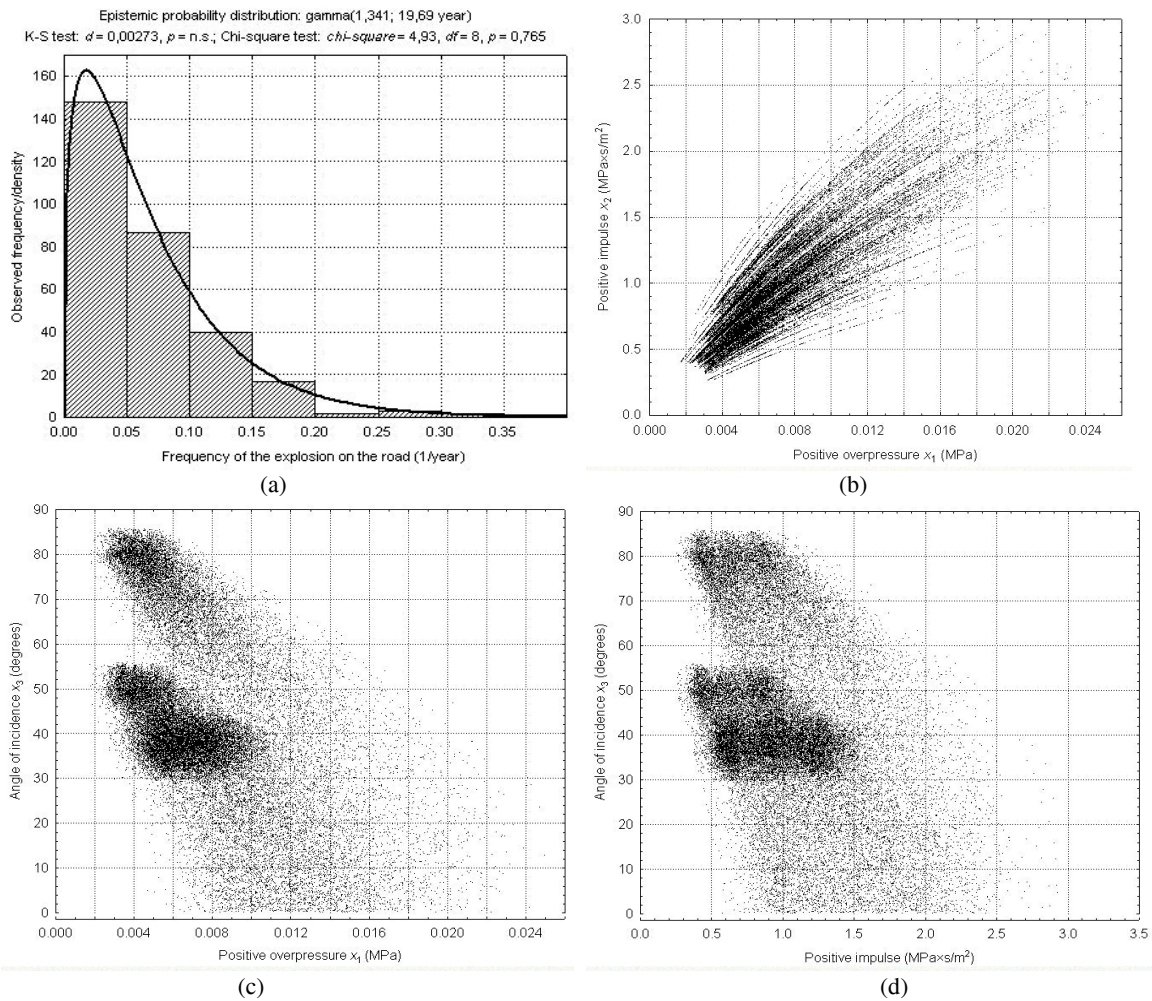 Epistemic probability distribution: gamma(1,341; 19,69 year)
K-S test: d = 0,00273, p = n.s.; Chi-square test: chi-square = 4,93, df = 8, p = 0,765
Observed frequency/density
160
140
120
100
80
60
40
20
0
0.00 0.05 0.10 0.15 0.20 0.25 0.30 0.35
Frequency of the explosion on the road (1/year)
(a)
Positive impulse x2 (MPa×s/m²)
3.0
2.5
2.0
1.5
1.0
0.5
0.0
0.000 0.004 0.008 0.012 0.016 0.020 0.024
Positive overpressure x1 (MPa)
(b)
Angle of incidence x3 (degrees)
90
80
70
60
50
40
30
20
10
0
0.000 0.004 0.008 0.012 0.016 0.020 0.024
Positive overpressure x1 (MPa)
(c)
Angle of incidence x3 (degrees)
90
80
70
60
50
40
30
20
10
0
0.0 0.5 1.0 1.5 2.0 2.5 3.0 3.5
Positive impulse (MPa×s/m²)
(d)